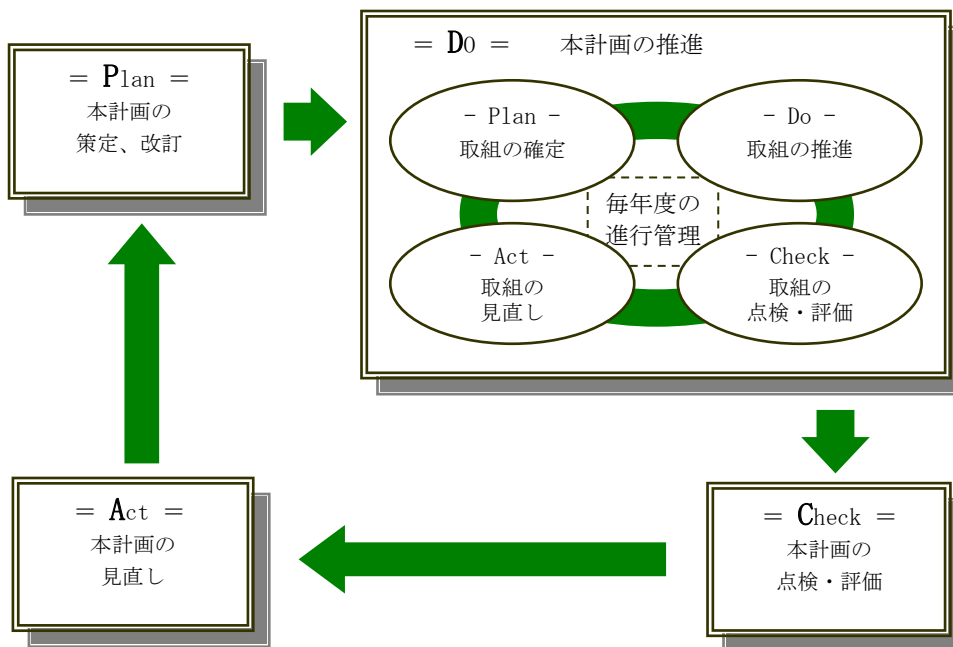 = Plan =
本計画の
策定、改訂
= DO = 本計画の推進
- Plan -
取組の確定
- Do -
取組の推進
毎年度の
進行管理
- Act -
取組の
見直し
- Check -
取組の
点検・評価
= Act =
本計画の
見直し
= Check =
本計画の
点検・評価